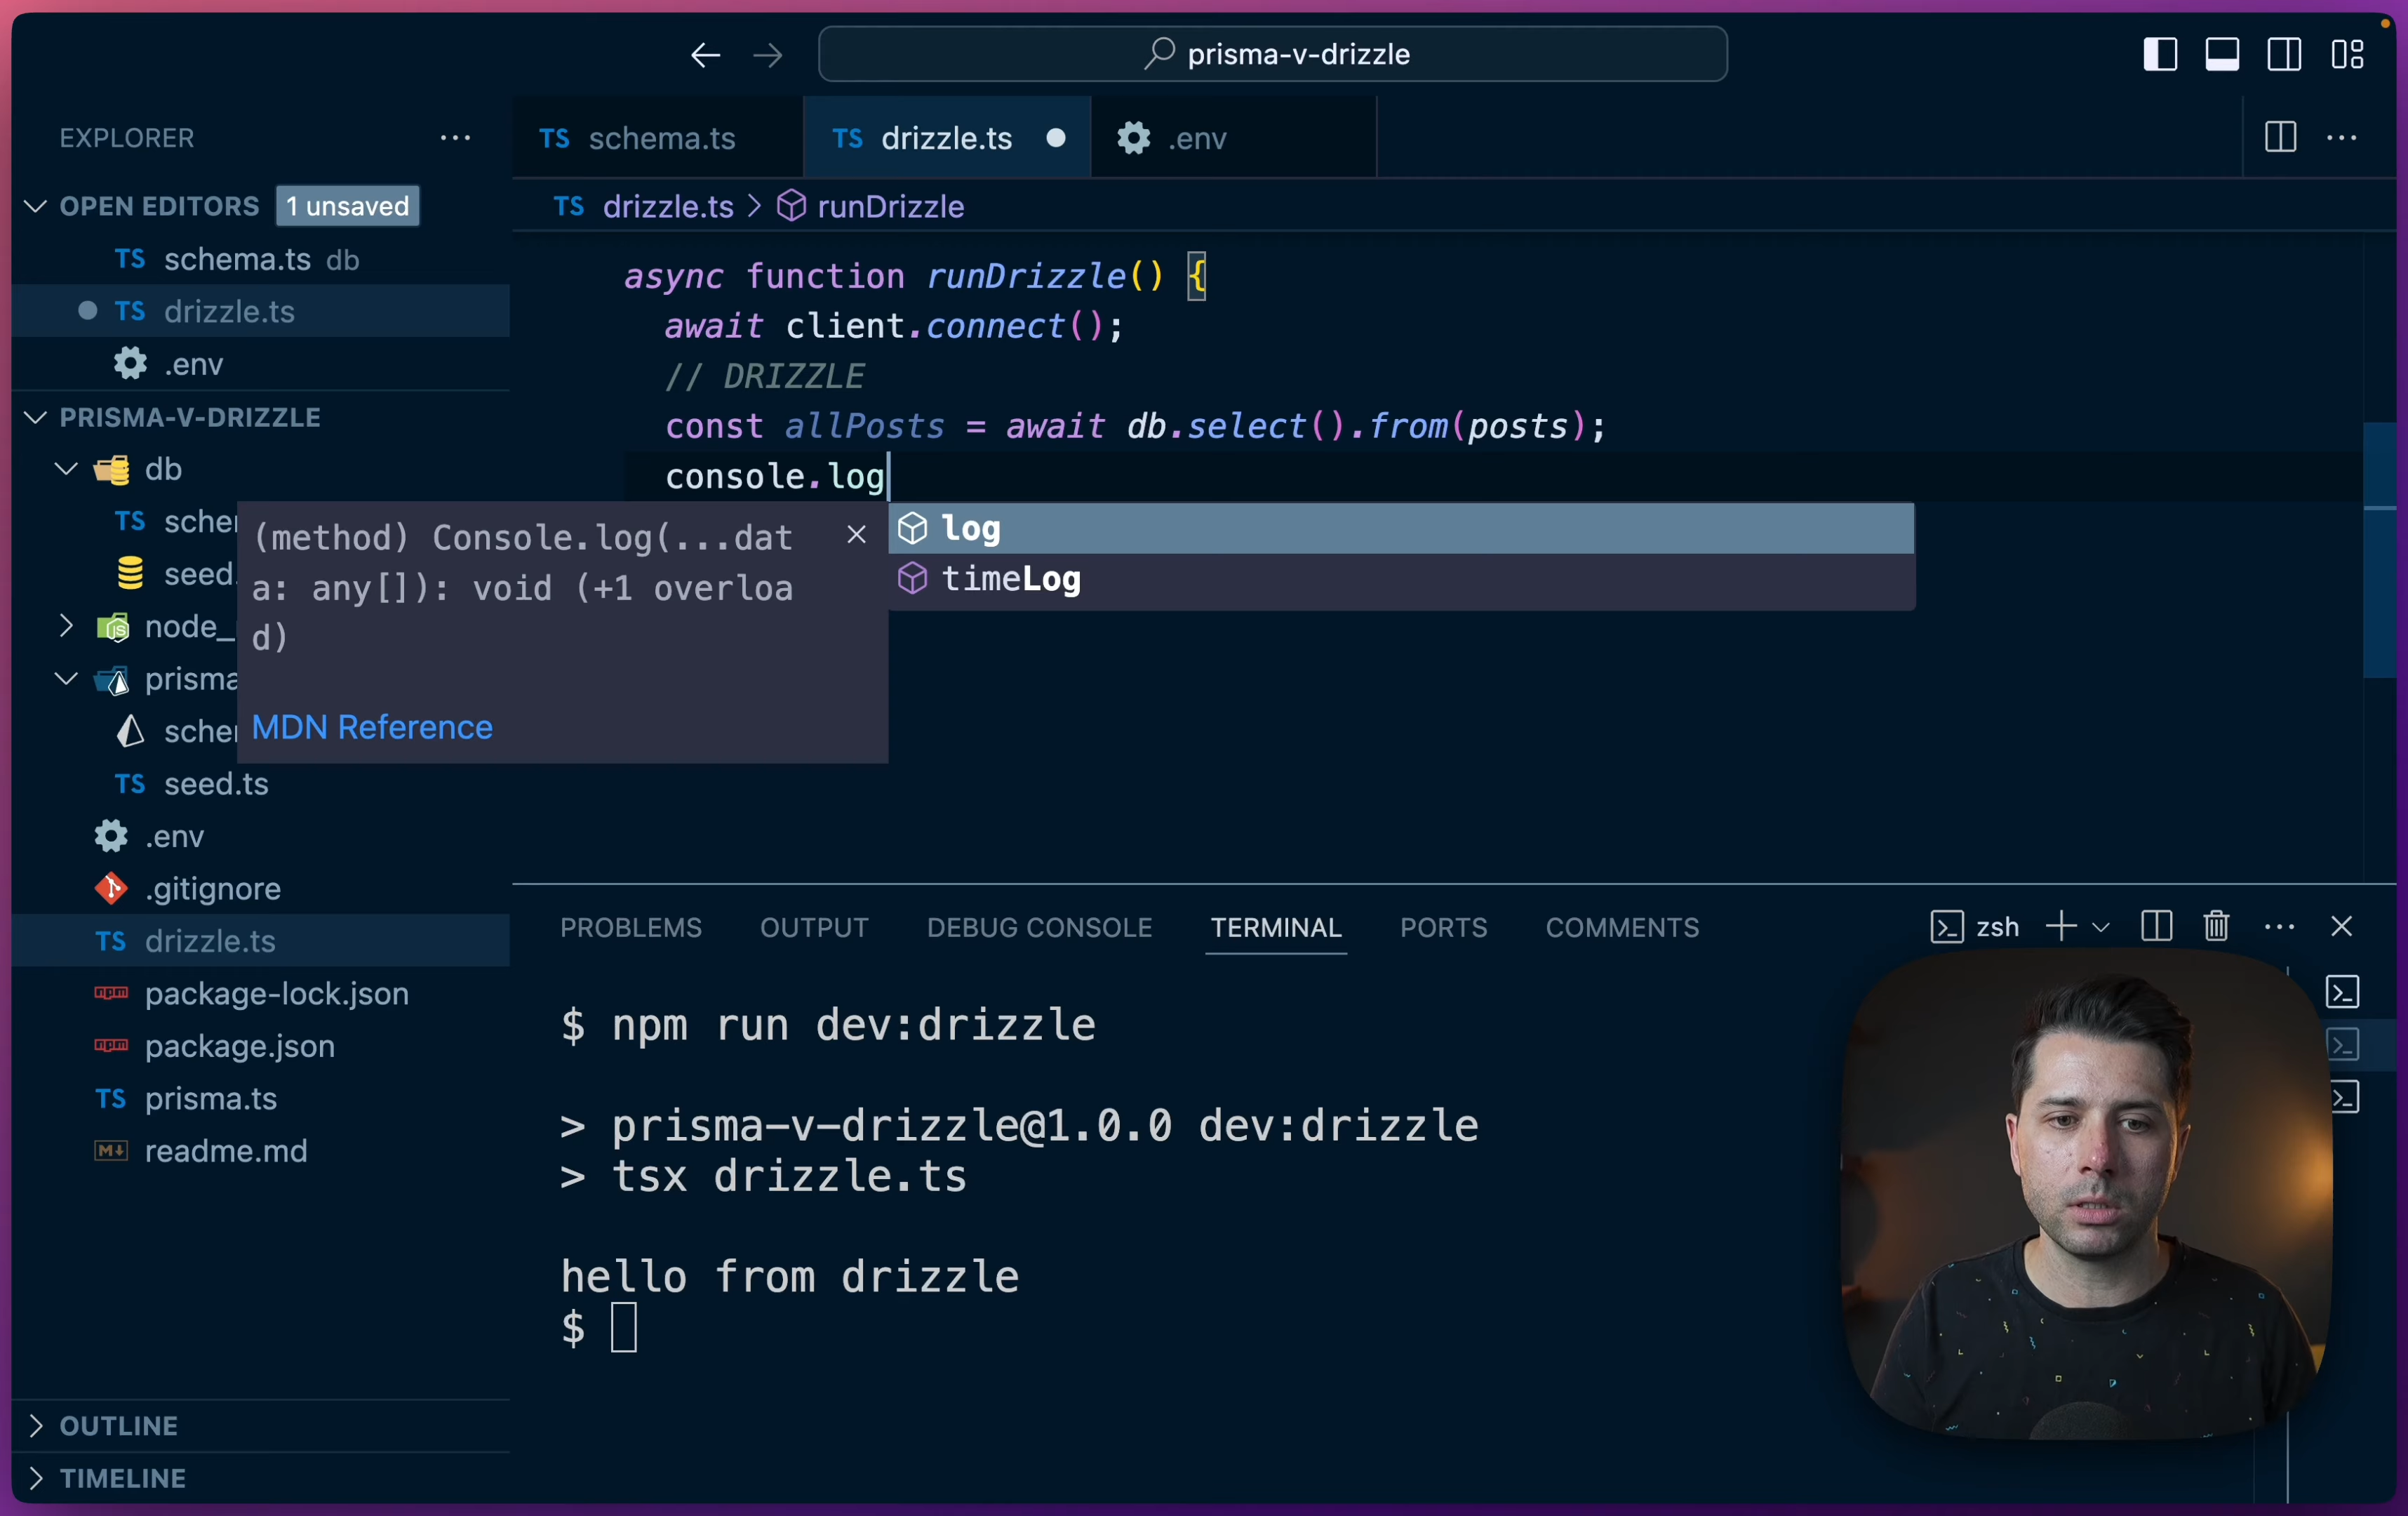 prisma-v-drizzle
EXPLORER
OPEN EDITORS 1 unsaved
TS schema.ts db
TS drizzle.ts
.env
PRISMA-V-DRIZZLE
db
TS
node_
prisma
TS seed.ts
.env
.gitignore
TS drizzle.ts
package-lock.json
package.json
TS prisma.ts
readme.md
OUTLINE
TIMELINE
TS schema.ts
TS drizzle.ts
.env
TS drizzle.ts > runDrizzle
async function runDrizzle() {
await client.connect();
// DRIZZLE
const allPosts = await db.select().from(posts);
console.log
(method) Console.log(...dat
a: any[]): void (+1 overloa
d)
MDN Reference
log
timeLog
PROBLEMS OUTPUT DEBUG CONSOLE TERMINAL PORTS COMMENTS zsh
$ npm run dev:drizzle
> prisma-v-drizzle@1.0.0 dev:drizzle
> tsx drizzle.ts
hello from drizzle
$